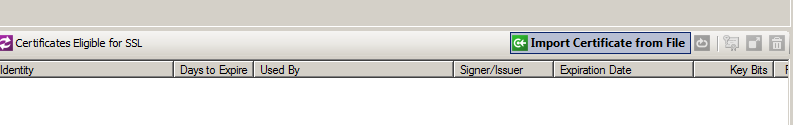 Certificates Eligible for SSL Import Certificate from File
Identity Days to Expire Used By Signer/Issuer Expiration Date Key Bits